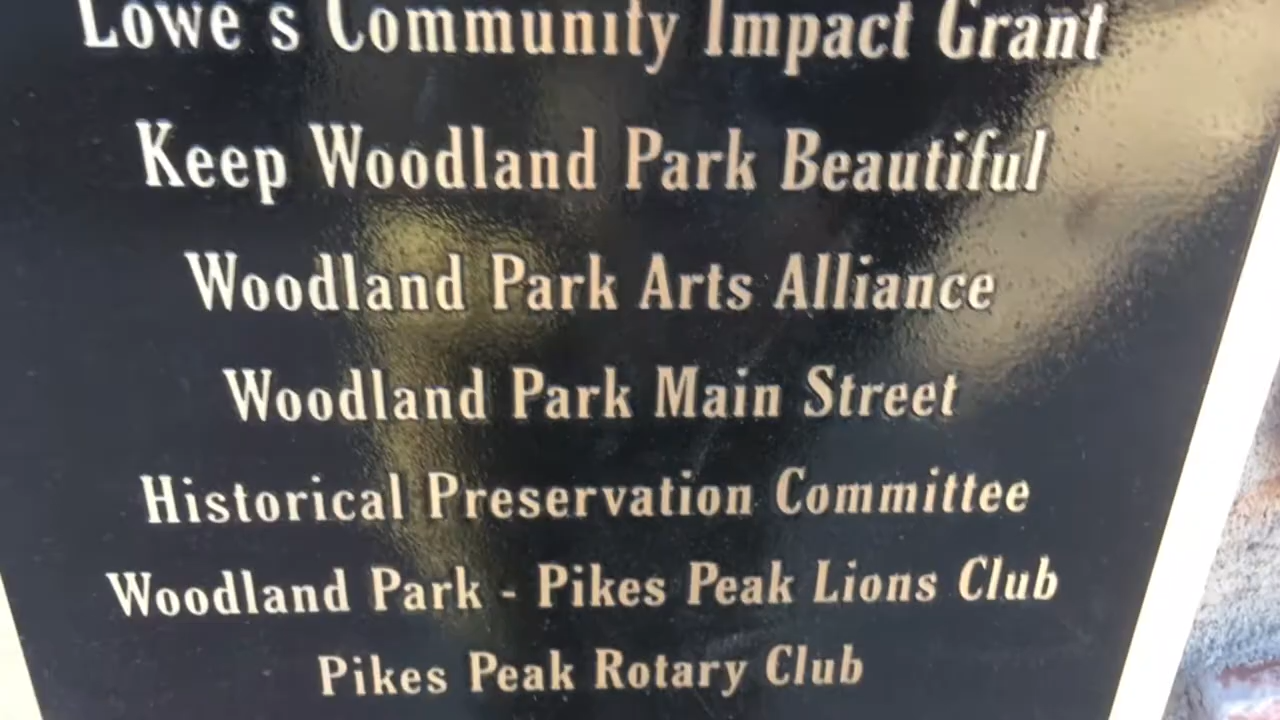 Lowe's Community Impact Grant
Keep Woodland Park Beautiful
Woodland Park Arts Alliance
Woodland Park Main Street
Historical Preservation Committee
Woodland Park - Pikes Peak Lions Club
Pikes Peak Rotary Club